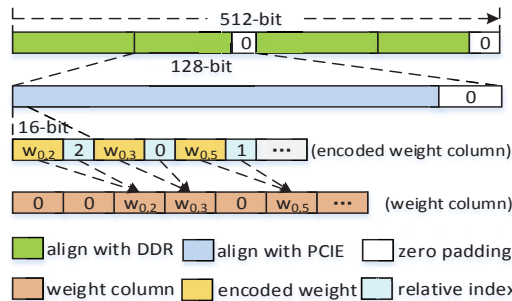 512-bit
0 0
128-bit
0
16-bit
w0,2 2 w0,3 0 w0,5 1 ... (encoded weight column)
0 0 w0,2 w0,3 0 w0,5 ... (weight column)
align with DDR align with PCIE zero padding
weight column encoded weight relative index